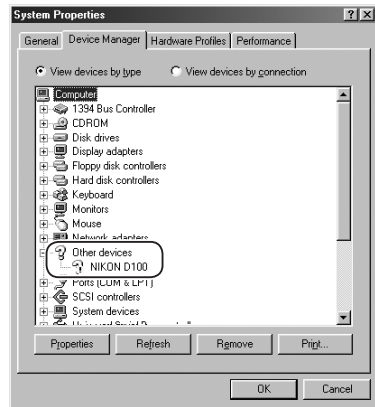 System Properties
General Device Manager Hardware Profiles Performance
View devices by type View devices by connection
Computer
1394 Bus Controller
CDROM
Disk drives
Display adapters
Floppy disk controllers
Hard disk controllers
Keyboard
Monitors
Mouse
Network adapters
Other devices
NIKON D100
Ports (COM & LPT)
SCSI controllers
System devices
Properties Refresh Remove Print...
OK Cancel